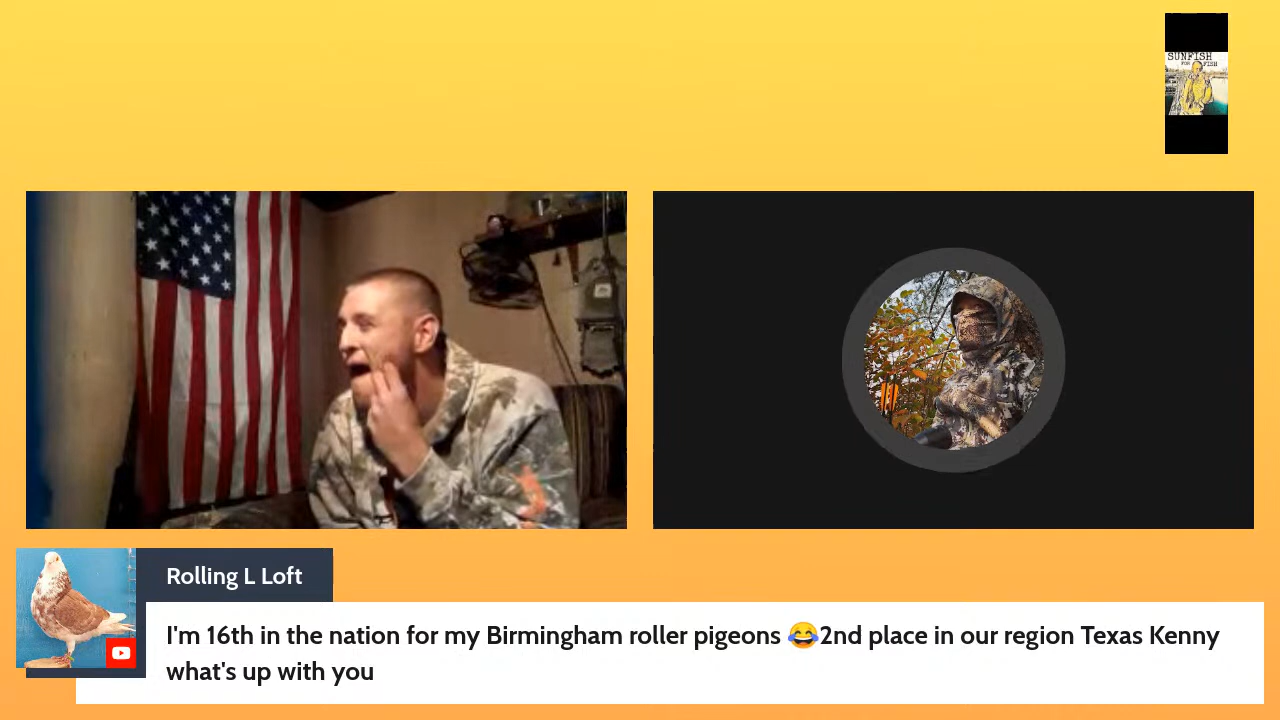 SUNFISH
FOR FISH
Rolling L Loft
I'm 16th in the nation for my Birmingham roller pigeons 😂2nd place in our region Texas Kenny
what's up with you